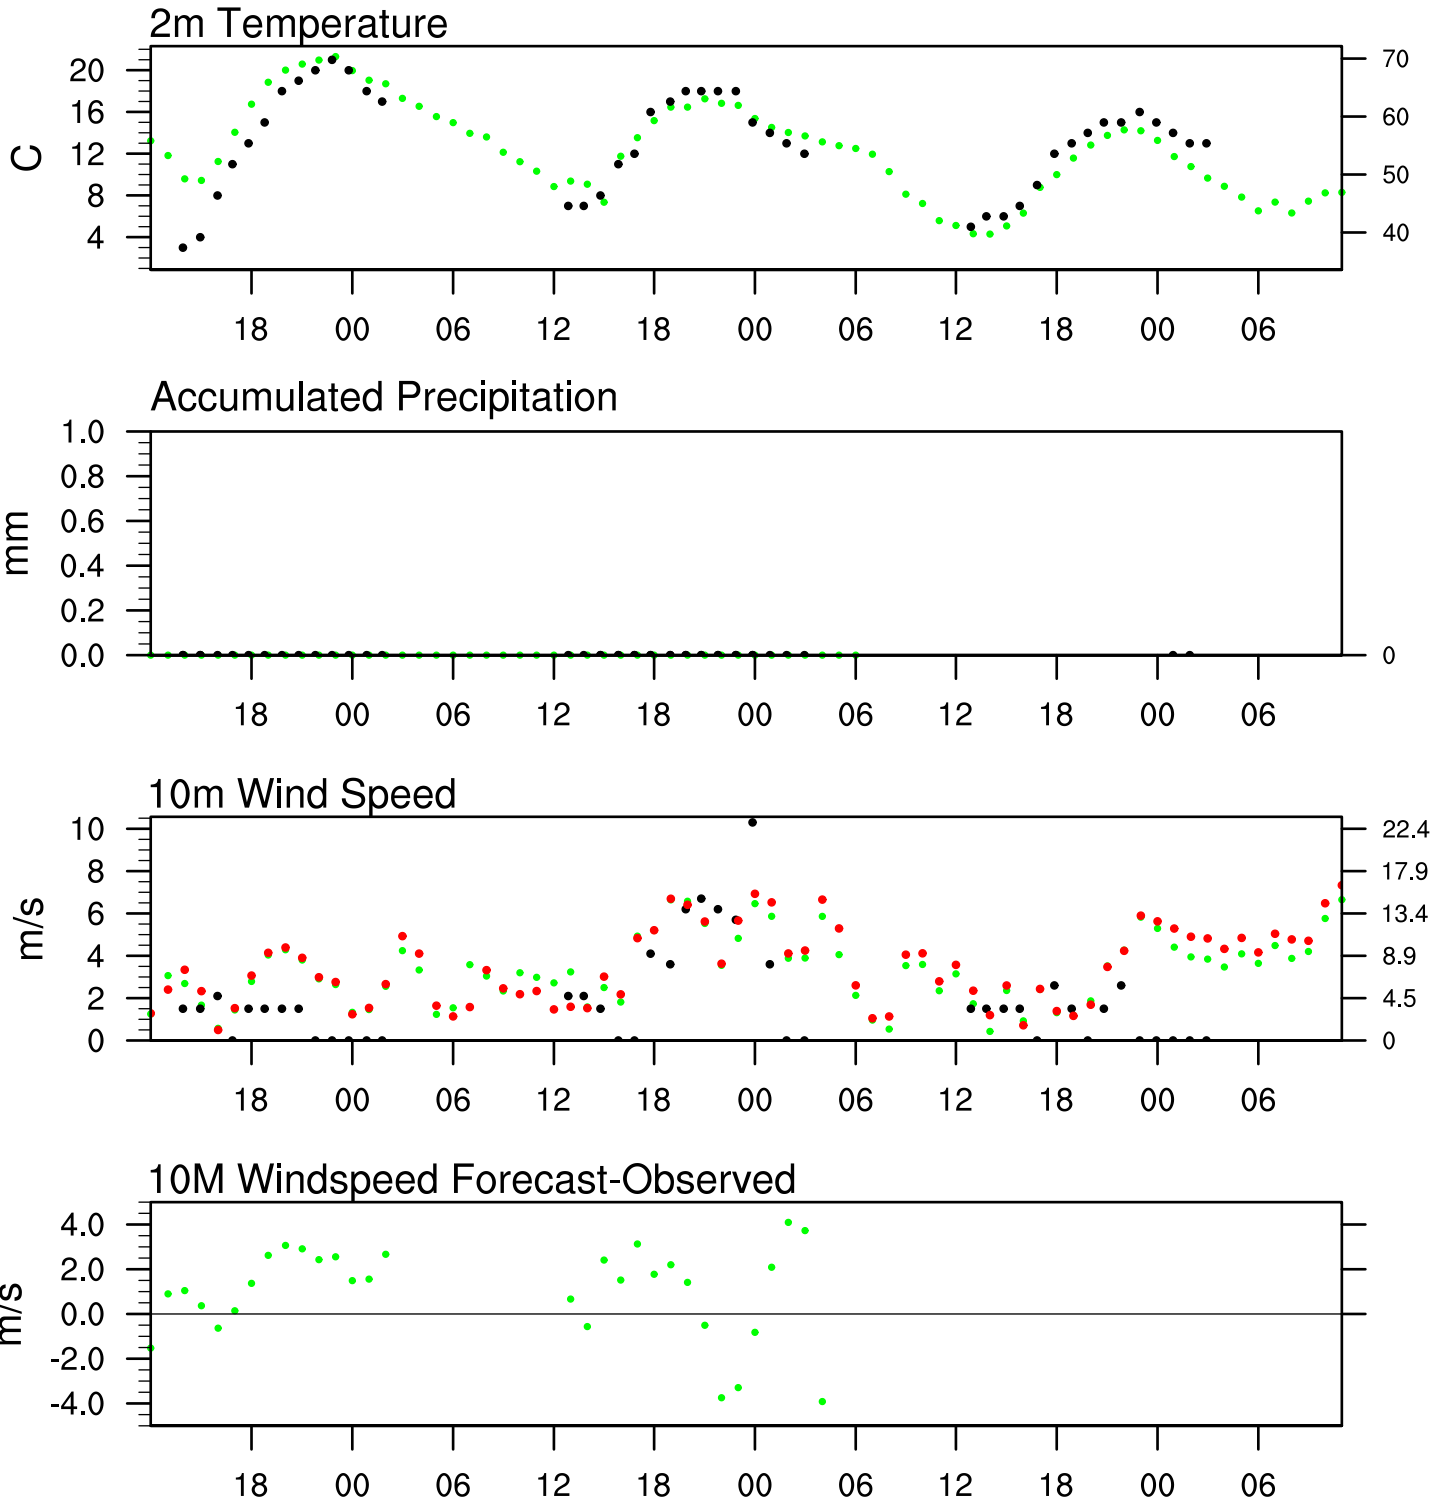 2m Temperature
20
16
12
8
4
C
70
60
50
40
18 00 06 12 18 00 06 12 18 00 06
Accumulated Precipitation
1.0
0.8
0.6
0.4
0.2
0.0
mm
0
18 00 06 12 18 00 06 12 18 00 06
10m Wind Speed
10
8
6
4
2
0
m/s
22.4
17.9
13.4
8.9
4.5
0
18 00 06 12 18 00 06 12 18 00 06
10M Windspeed Forecast-Observed
4.0
2.0
0.0
-2.0
-4.0
m/s
18 00 06 12 18 00 06 12 18 00 06